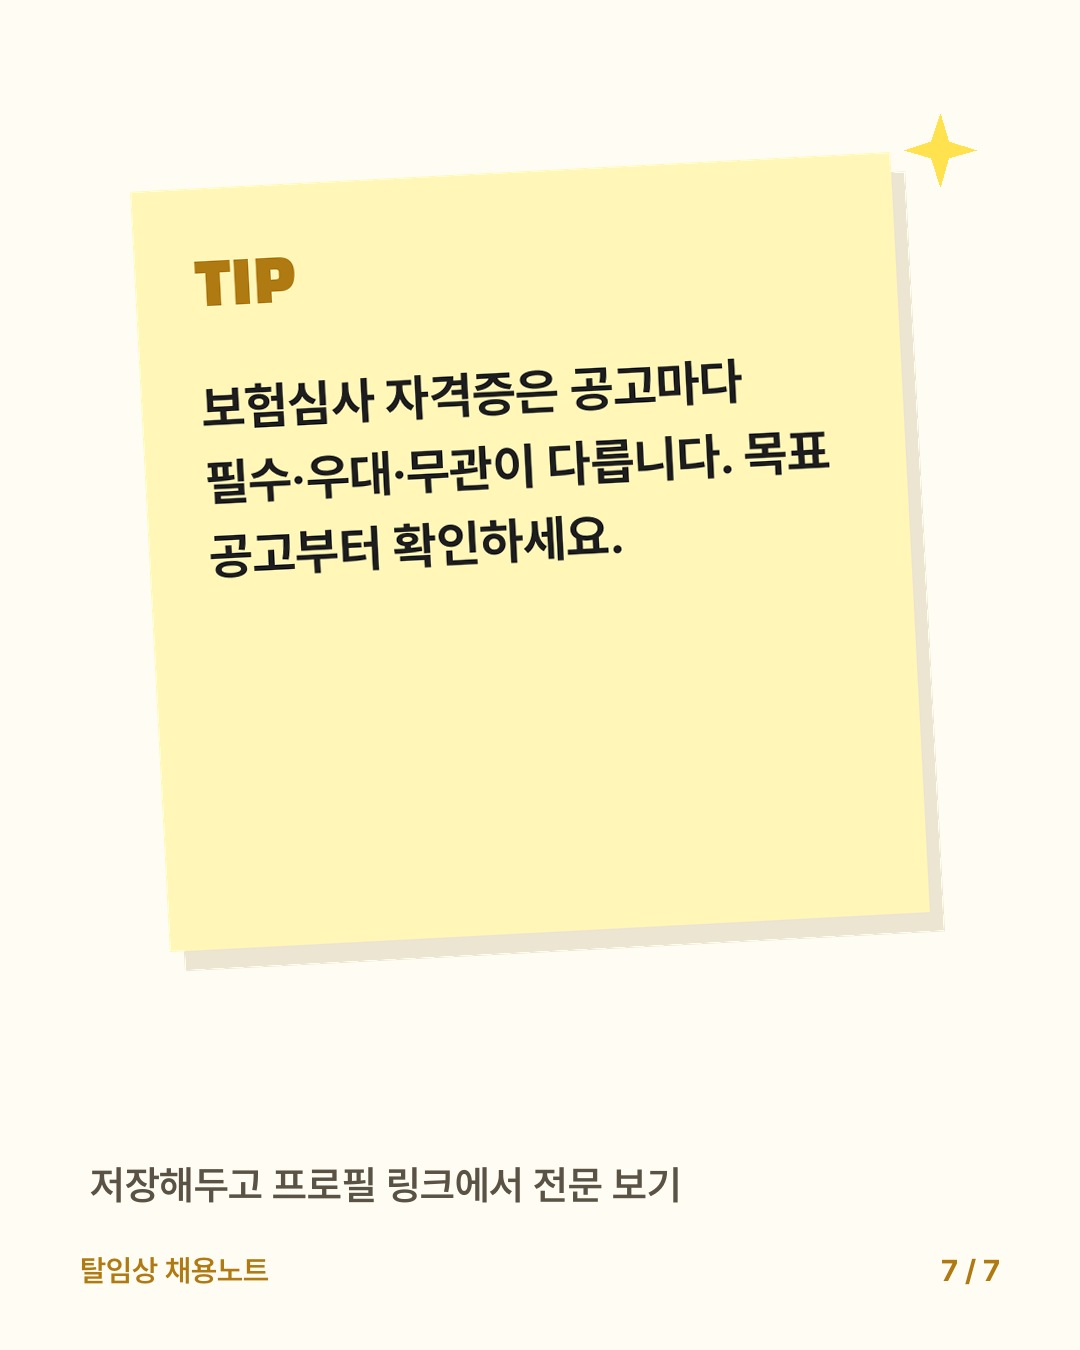 TIP
보험심사 자격증은 공고마다
필수·우대·무관이 다릅니다. 목표
공고부터 확인하세요.
저장해두고 프로필 링크에서 전문 보기
탈임상 채용노트
7 / 7